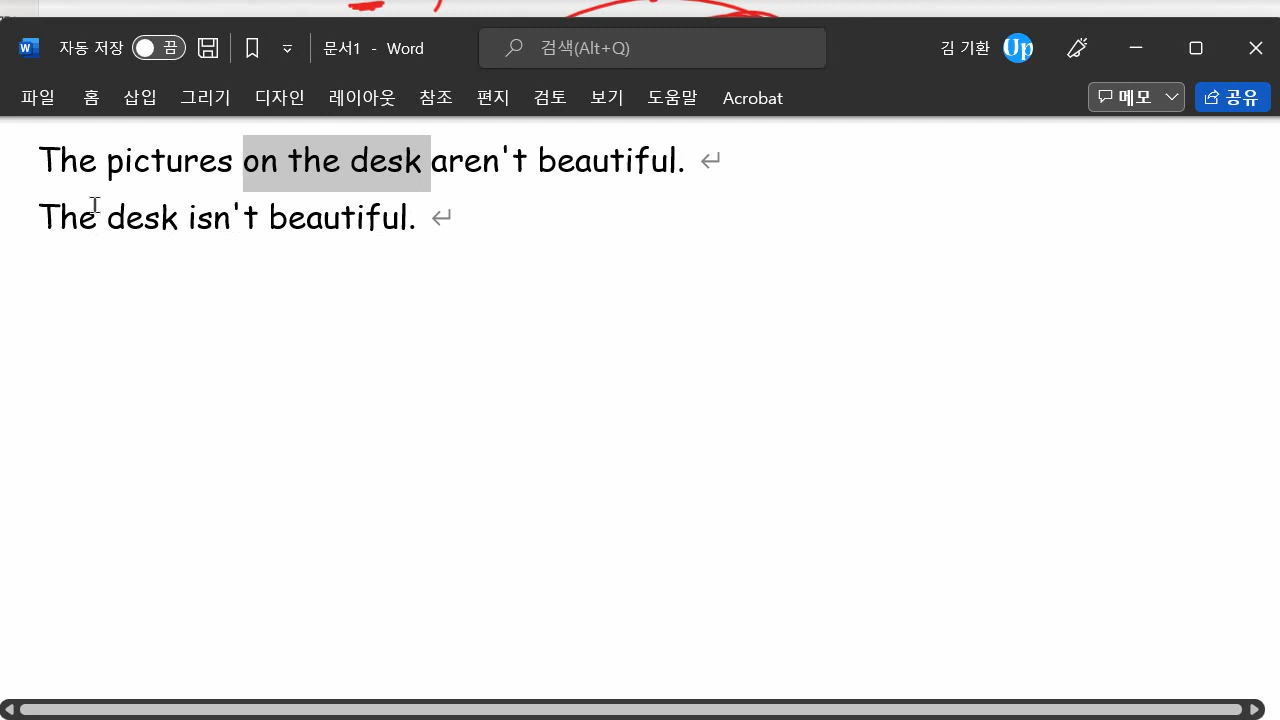 자동 저장 끔 문서1 - Word 검색(Alt+Q) 김 기환 Up
파일 홈 삽입 그리기 디자인 레이아웃 참조 편지 검토 보기 도움말 Acrobat 메모 공유
The pictures on the desk aren't beautiful. ↵
The desk isn't beautiful. ↵